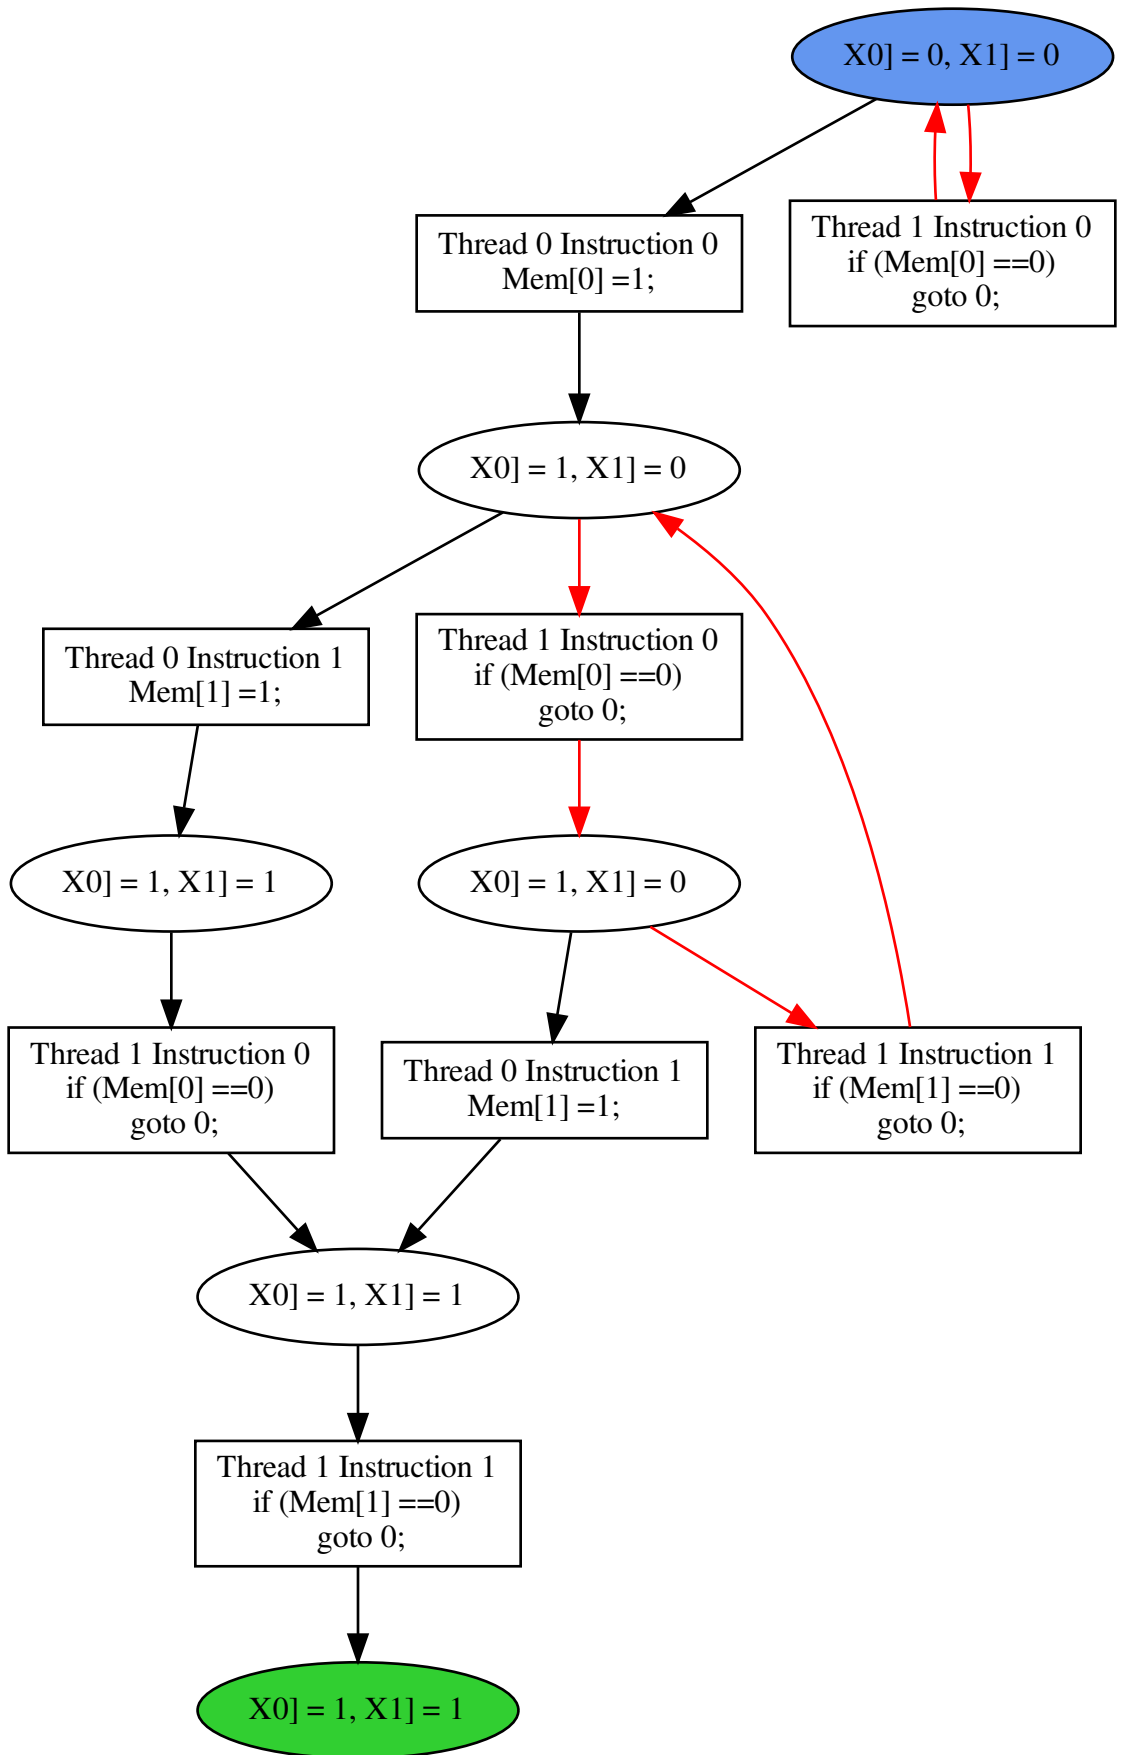 X0] = 0, X1] = 0
Thread 0 Instruction 0
Mem[0] =1;
Thread 1 Instruction 0
if (Mem[0] ==0)
goto 0;
X0] = 1, X1] = 0
Thread 0 Instruction 1
Mem[1] =1;
Thread 1 Instruction 0
if (Mem[0] ==0)
goto 0;
X0] = 1, X1] = 1
X0] = 1, X1] = 0
Thread 1 Instruction 0
if (Mem[0] ==0)
goto 0;
Thread 0 Instruction 1
Mem[1] =1;
Thread 1 Instruction 1
if (Mem[1] ==0)
goto 0;
X0] = 1, X1] = 1
Thread 1 Instruction 1
if (Mem[1] ==0)
goto 0;
X0] = 1, X1] = 1